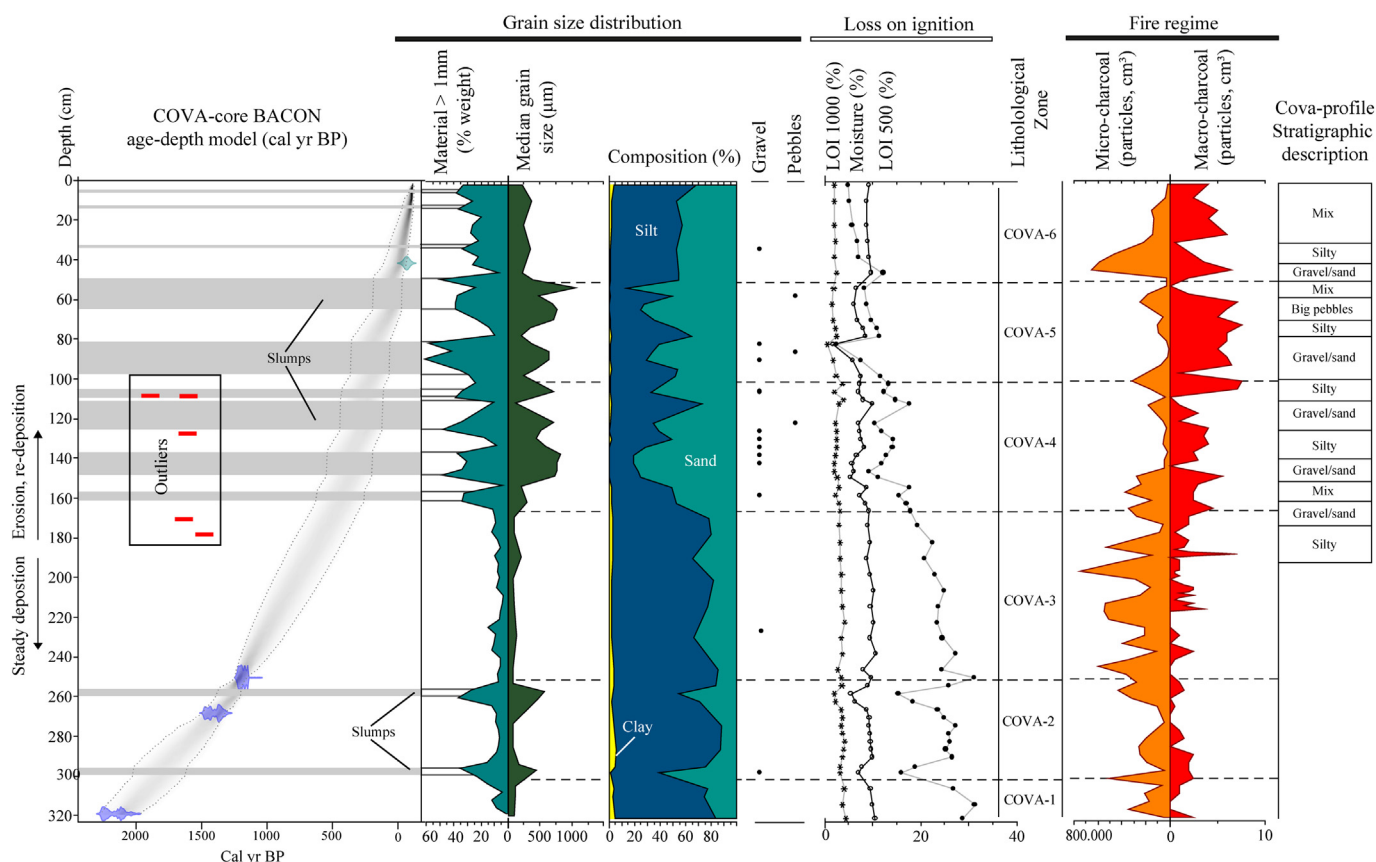 Grain size distribution
Loss on ignition
Fire regime
Depth (cm)
COVA-core BACON
age-depth model (cal yr BP)
Material > 1mm
(% weight)
Median grain
size (μm)
Composition (%)
Gravel
Pebbles
LOI 1000 (%)
Moisture (%)
LOI 500 (%)
Litholological
Zone
Micro-charcoal
(particles, cm³)
Macro-charcoal
(particles, cm³)
Cova-profile
Stratigraphic
description
0
20
40
60
80
100
120
140
160
180
200
220
240
260
280
300
320
Erosion, re-deposition
Steady depostion
Slumps
Outliers
Slumps
Silt
Sand
Clay
COVA-6
COVA-5
COVA-4
COVA-3
COVA-2
COVA-1
Mix
Silty
Gravel/sand
Mix
Big pebbles
Silty
Gravel/sand
Silty
Gravel/sand
Silty
Gravel/sand
Mix
Gravel/sand
Silty
2000 1500 1000 500 0
Cal yr BP
60 40 20 0 500 1000
0 20 40 60 80 100
0 10 20 30 40
800.000 0 10